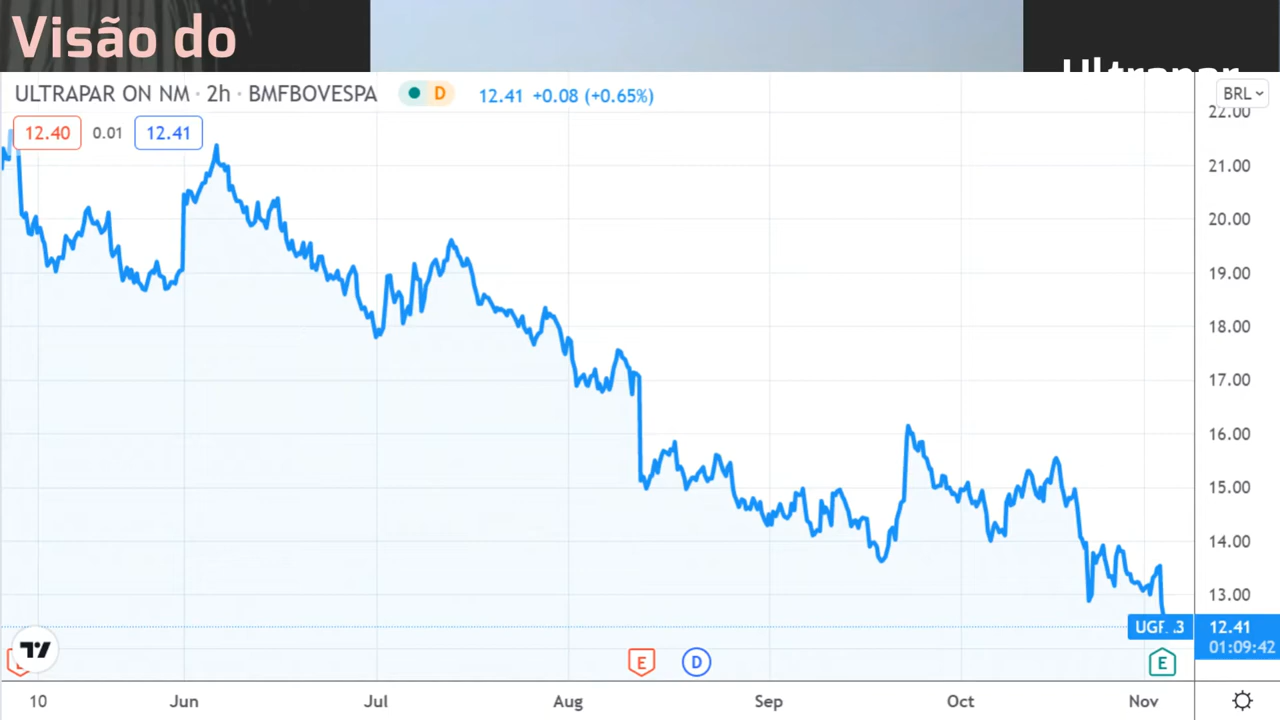 Visão do
Ultrapar
ULTRAPAR ON NM · 2h · BMFBOVESPA
D
12.41 +0.08 (+0.65%)
BRL
12.40
0.01
12.41
22.00
21.00
20.00
19.00
18.00
17.00
16.00
15.00
14.00
13.00
12.41
01:09:42
E
D
E
10
Jun
Jul
Aug
Sep
Oct
Nov